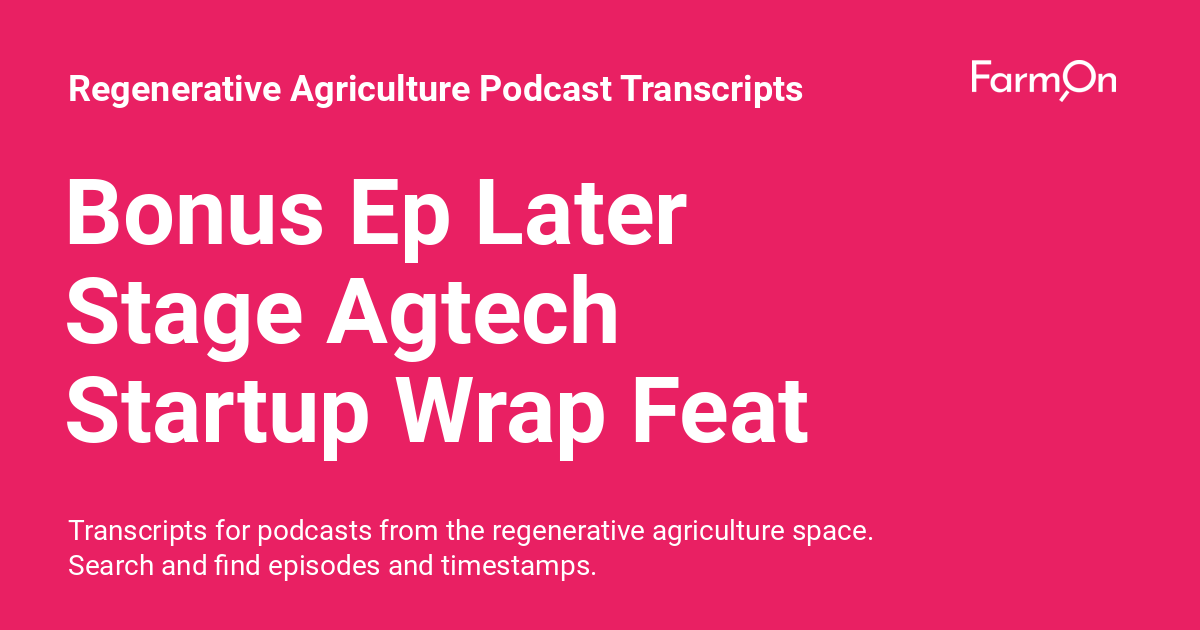 Regenerative Agriculture Podcast Transcripts
FarmOn
Bonus Ep Later
Stage Agtech
Startup Wrap Feat
Transcripts for podcasts from the regenerative agriculture space.
Search and find episodes and timestamps.